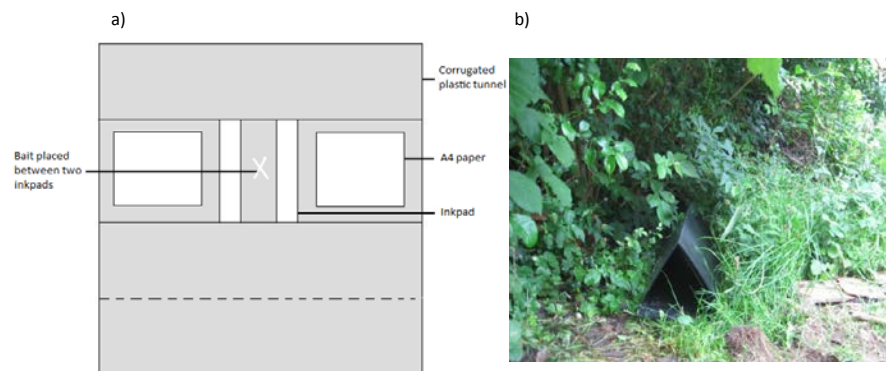 a)
b)
Corrugated
plastic tunnel
Bait placed
between two
inkpads
X
A4 paper
Inkpad